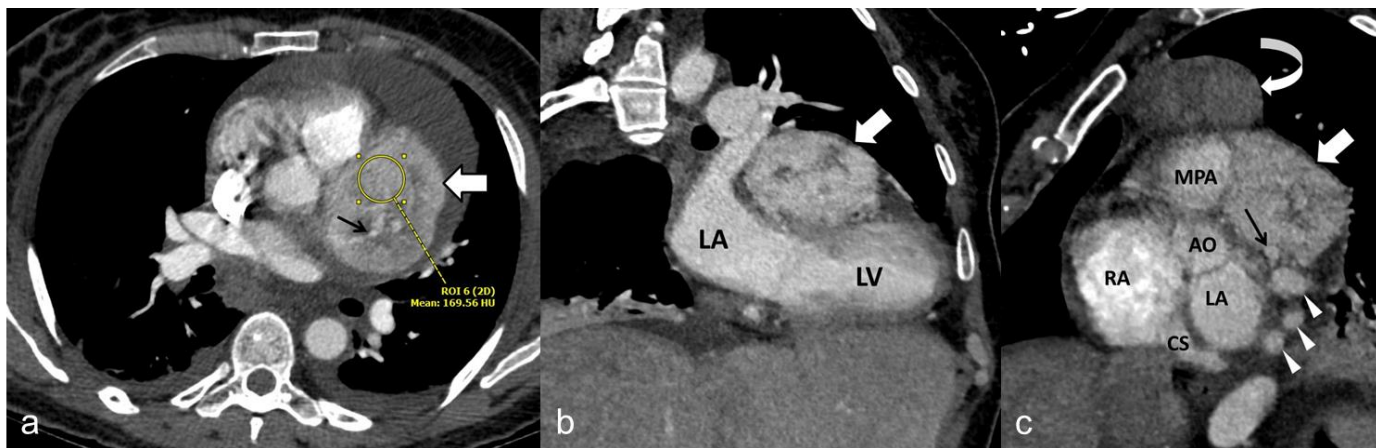 ROI 6 (2D)
Mean: 169.56 HU
a
LA
LV
b
MPA
AO
RA
LA
CS
c